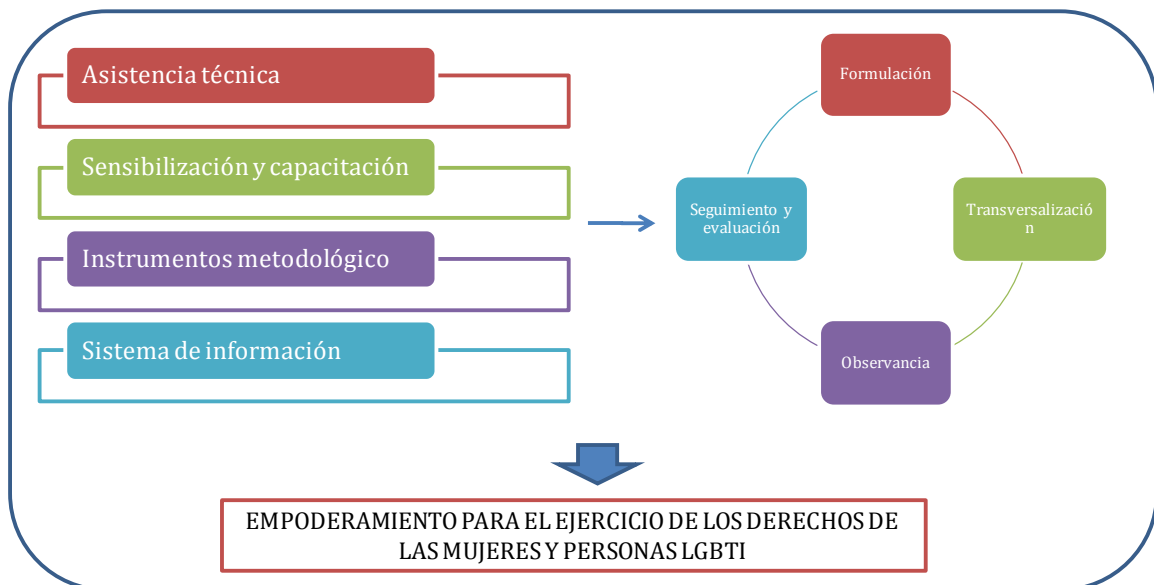 Asistencia técnica
Sensibilización y capacitación
Instrumentos metodológico
Sistema de información
Formulación
Transversalizació
n
Observancia
Seguimiento y
evaluación
EMPODERAMIENTO PARA EL EJERCICIO DE LOS DERECHOS DE
LAS MUJERES Y PERSONAS LGBTI